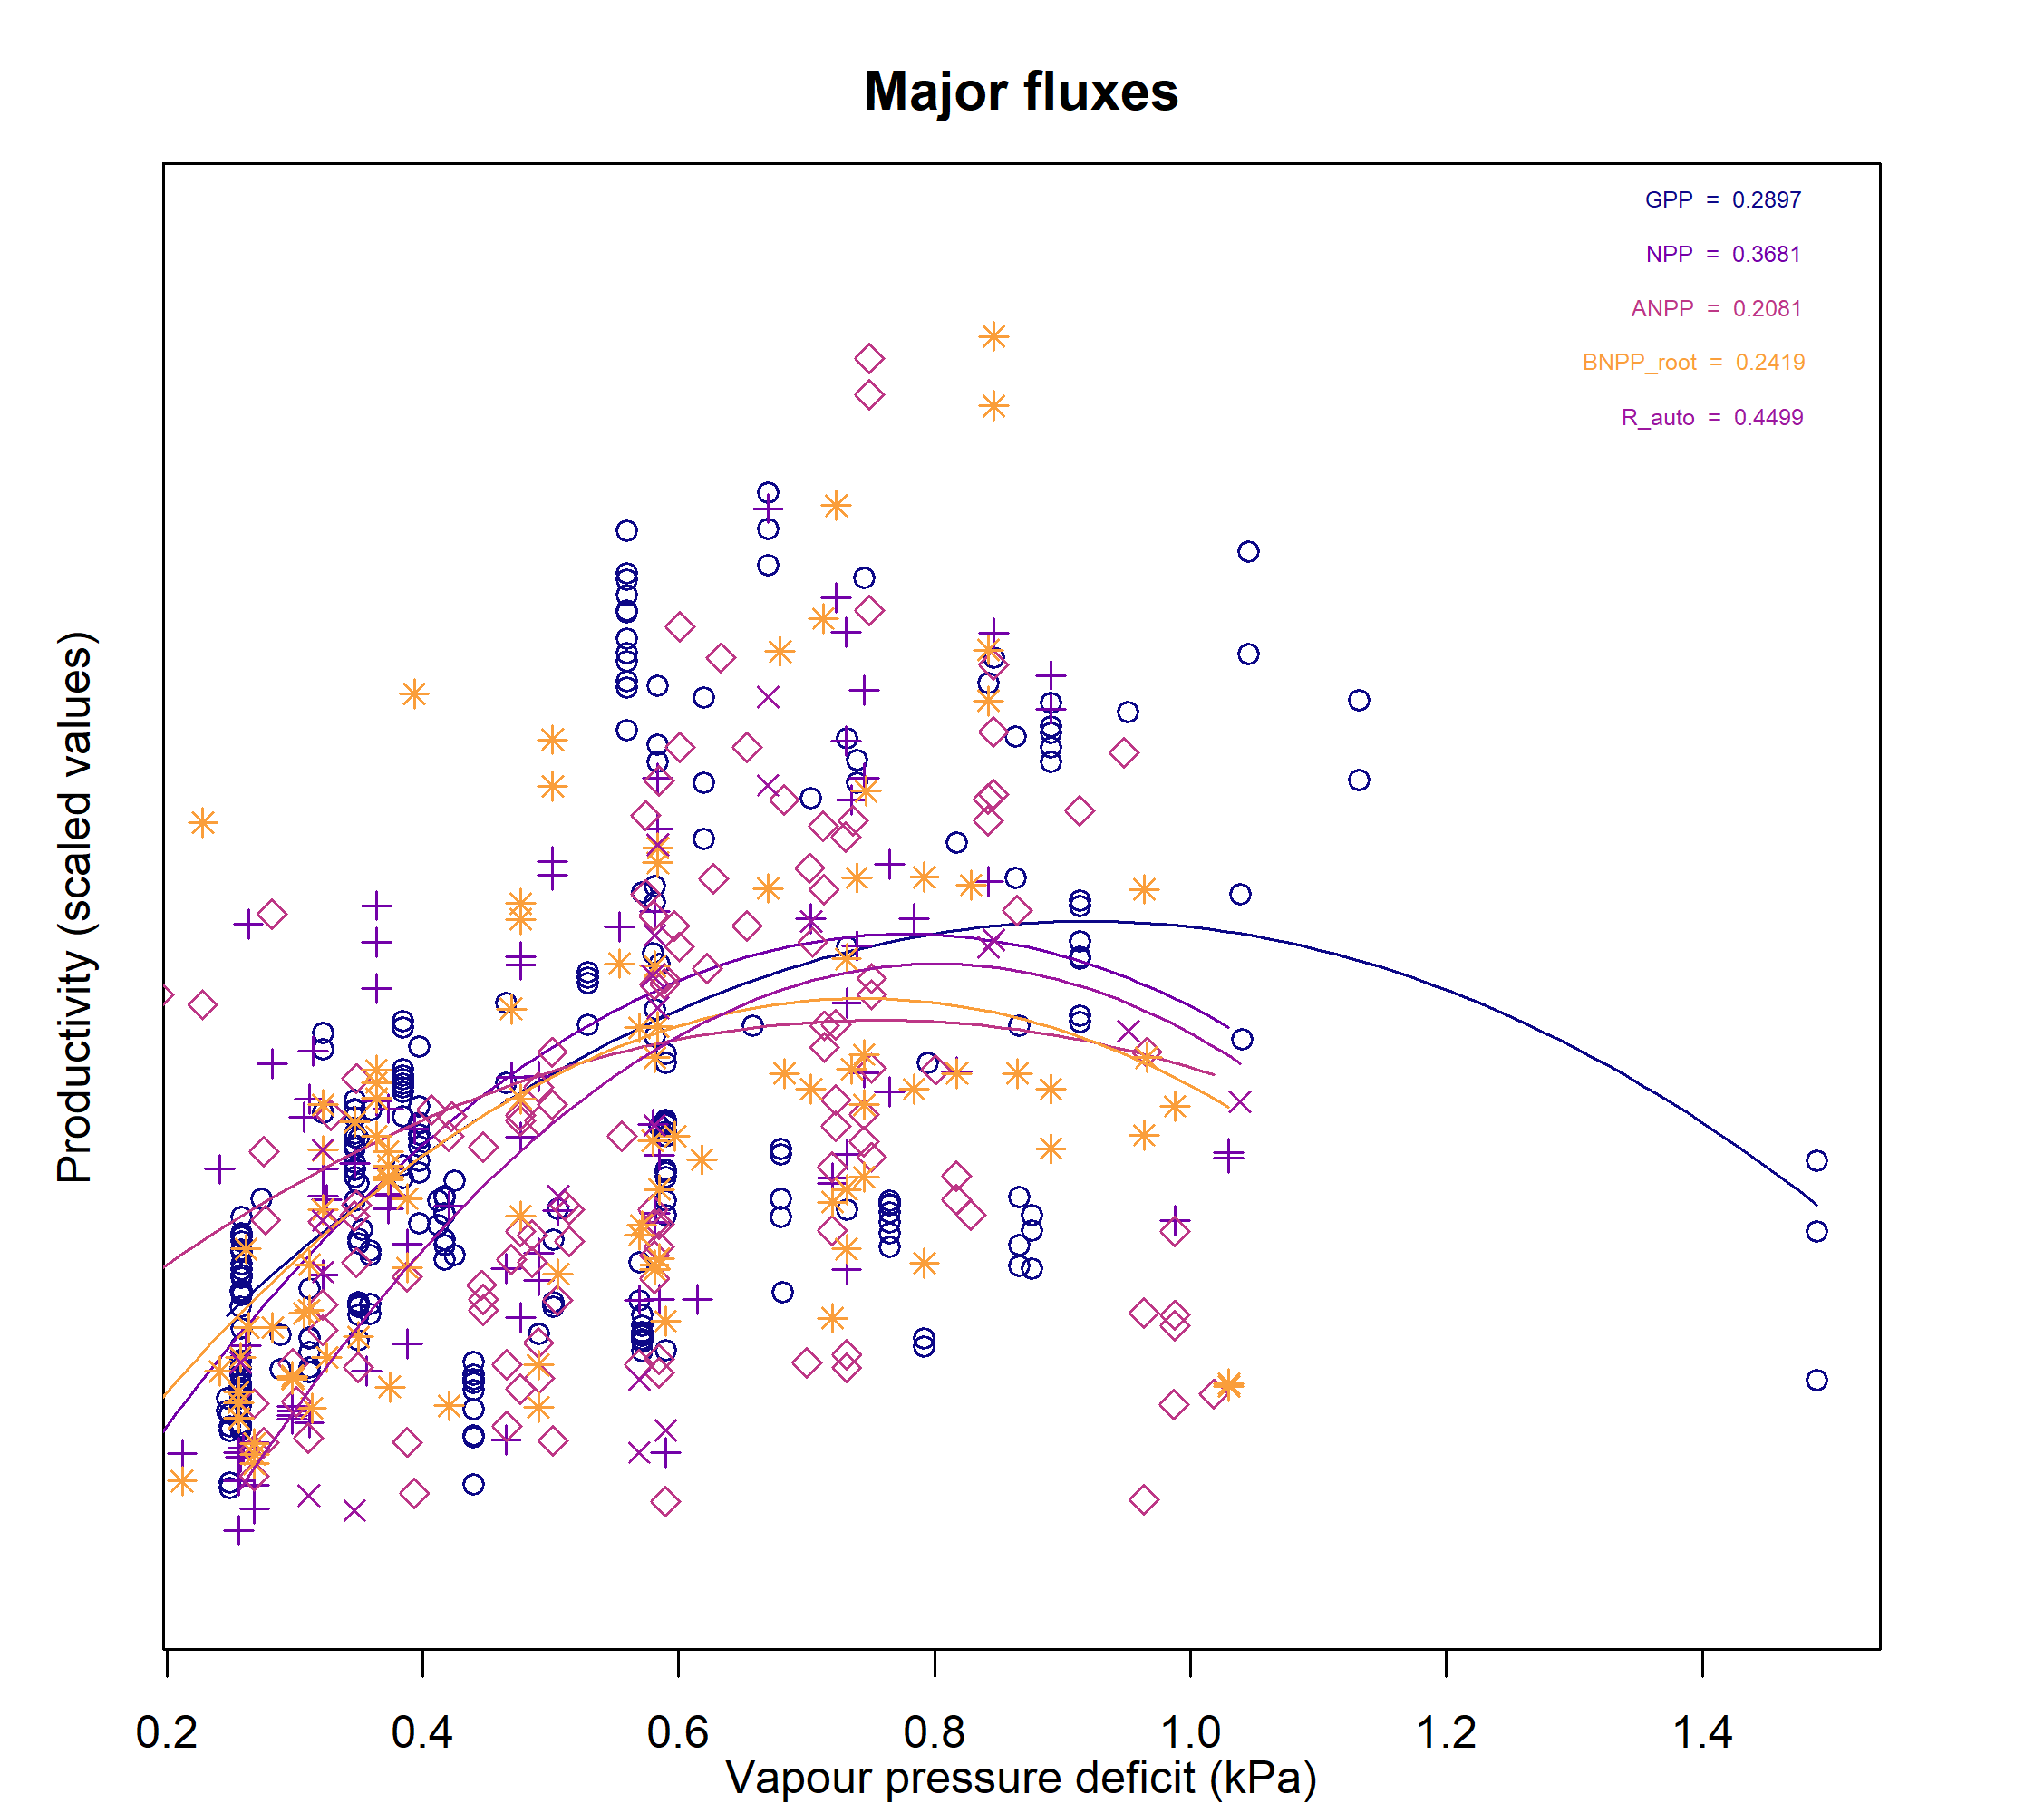 Major fluxes
GPP = 0.2897
NPP = 0.3681
ANPP = 0.2081
BNPP_root = 0.2419
R_auto = 0.4499
Productivity (scaled values)
0.2 0.4 0.6 0.8 1.0 1.2 1.4
Vapour pressure deficit (kPa)